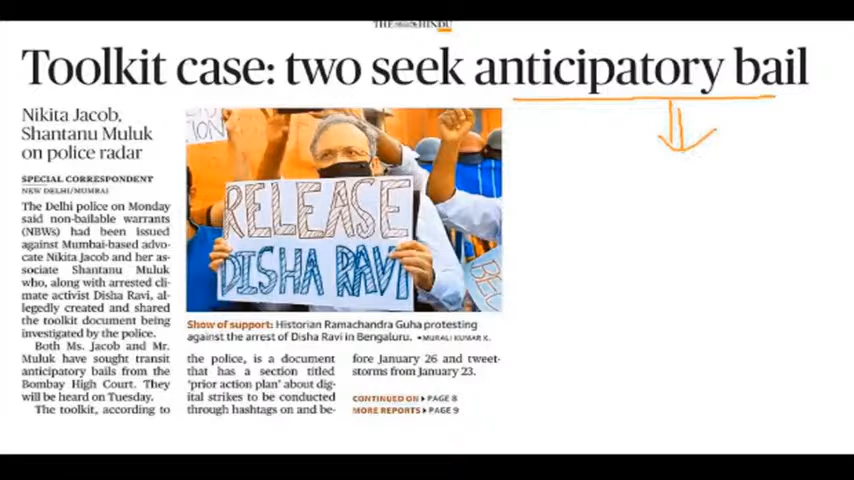 THE HINDU
Toolkit case: two seek anticipatory bail
Nikita Jacob,
Shantanu Muluk
on police radar
SPECIAL CORRESPONDENT
NEW DELHI/MUMBAI
The Delhi police on Monday
said non-bailable warrants
(NBWs) had been issued
against Mumbai-based advo-
cate Nikita Jacob and her as-
sociate Shantanu Muluk
who, along with arrested cli-
mate activist Disha Ravi, al-
legedly created and shared
the toolkit document being
investigated by the police.
Both Ms. Jacob and Mr.
Muluk have sought transit
anticipatory bails from the
Bombay High Court. They
will be heard on Tuesday.
The toolkit, according to
RELEASE
DISHA RAVI
Show of support: Historian Ramachandra Guha protesting
against the arrest of Disha Ravi in Bengaluru. •MURALI KUMAR K.
the police, is a document
that has a section titled
‘prior action plan’ about dig-
ital strikes to be conducted
through hashtags on and be-
fore January 26 and tweet-
storms from January 23.
CONTINUED ON ▸ PAGE 8
MORE REPORTS ▸ PAGE 9